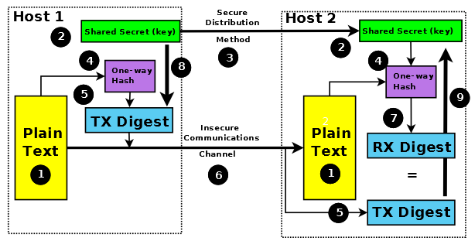 Host 1
2
Shared Secret (key)
4
One-way
Hash
8
5
TX Digest
Plain
Text
1
Secure
Distribution
Method
3
Insecure
Communications
Channel
6
Host 2
Shared Secret (key)
2
4
One-way
Hash
9
7
2
Plain
Text
1
RX Digest
=
5
TX Digest